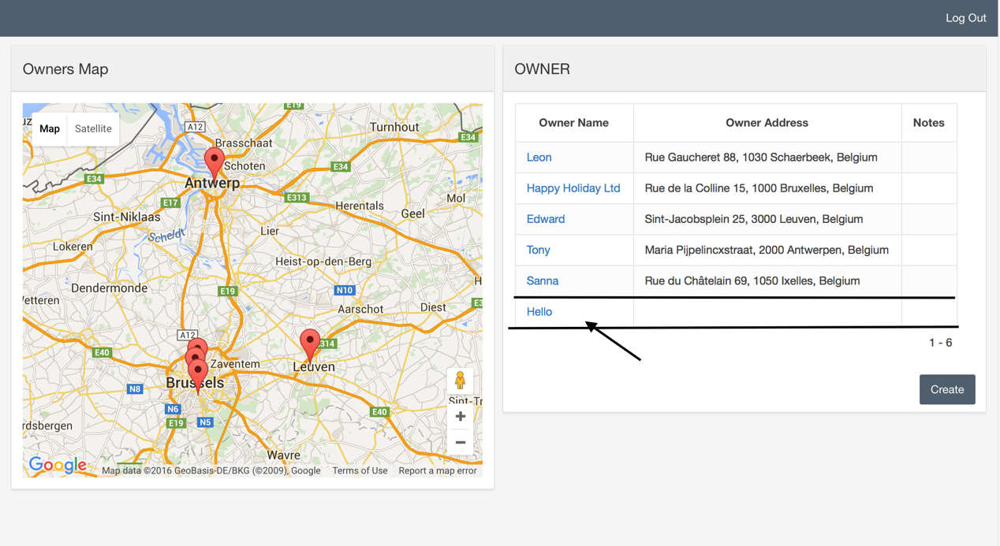 Log Out
Owners Map
OWNER
Map Satellite
E19
A12
Turnhout
E34
Brasschaat
Schoten
E34
E34
Antwerp
E313
E17
Mol
Herentals
Geel
Sint-Niklaas
Scheldt
Lier
Lokeren
Heist-op-den-Berg
Dendermonde
E19
N10
Aarschot
Diest
A12
E40
314
Zaventem
Leuven
Brussels
N8
N6
E19
N5
E40
Wavre
Google
Map data ©2016 GeoBasis-DE/BKG (©2009), Google Terms of Use Report a map error
Owner Name Owner Address Notes
Leon Rue Gaucheret 88, 1030 Schaerbeek, Belgium
Happy Holiday Ltd Rue de la Colline 15, 1000 Bruxelles, Belgium
Edward Sint-Jacobsplein 25, 3000 Leuven, Belgium
Tony Maria Pijpelincxstraat, 2000 Antwerpen, Belgium
Sanna Rue du Châtelain 69, 1050 Ixelles, Belgium
Hello
1 - 6
Create